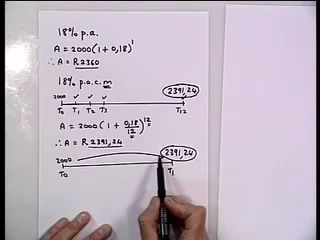 18% p.a.
A = 2000(1+0,18)¹
∴ A = R2360
18% p.a.c.m
2000 2391,24
T₀ T₁ T₂ T₃ T₁₂
A = 2000(1 + 0,18/12)¹²
∴ A = R2391,24
2000 2391,24
T₀ T₁